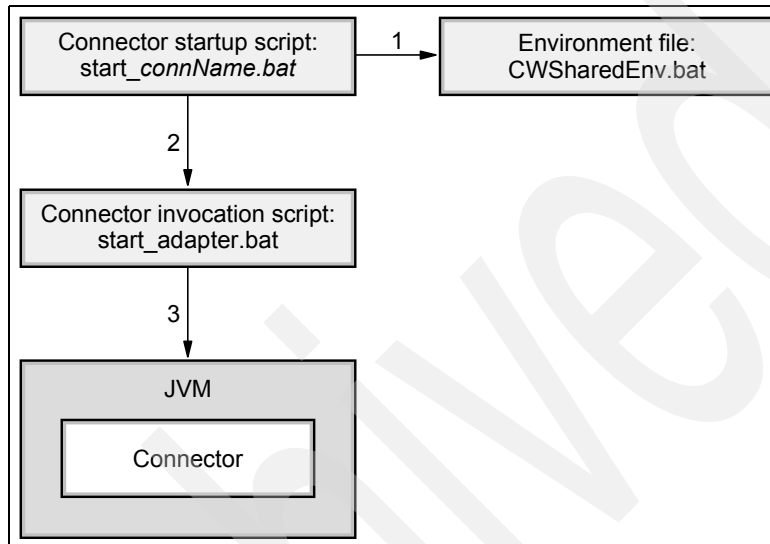 Connector startup script:
start_connName.bat
1
Environment file:
CWSharedEnv.bat
2
Connector invocation script:
start_adapter.bat
3
JVM
Connector